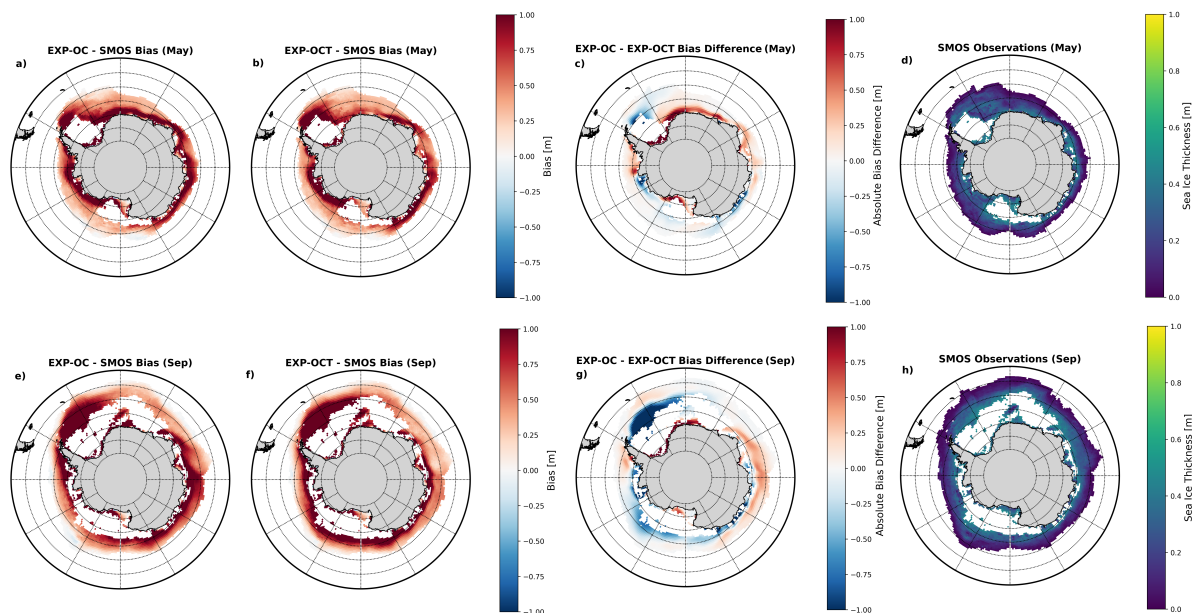 EXP-OC - SMOS Bias (May)
a)
EXP-OCT - SMOS Bias (May)
b)
1.00
0.75
0.50
0.25
0.00
−0.25
−0.50
−0.75
−1.00
Bias [m]
EXP-OC - EXP-OCT Bias Difference (May)
c)
1.00
0.75
0.50
0.25
0.00
−0.25
−0.50
−0.75
−1.00
Absolute Bias Difference [m]
SMOS Observations (May)
d)
1.0
0.8
0.6
0.4
0.2
0.0
Sea Ice Thickness [m]
EXP-OC - SMOS Bias (Sep)
e)
EXP-OCT - SMOS Bias (Sep)
f)
1.00
0.75
0.50
0.25
0.00
−0.25
−0.50
−0.75
−1.00
Bias [m]
EXP-OC - EXP-OCT Bias Difference (Sep)
g)
1.00
0.75
0.50
0.25
0.00
−0.25
−0.50
−0.75
−1.00
Absolute Bias Difference [m]
SMOS Observations (Sep)
h)
1.0
0.8
0.6
0.4
0.2
0.0
Sea Ice Thickness [m]